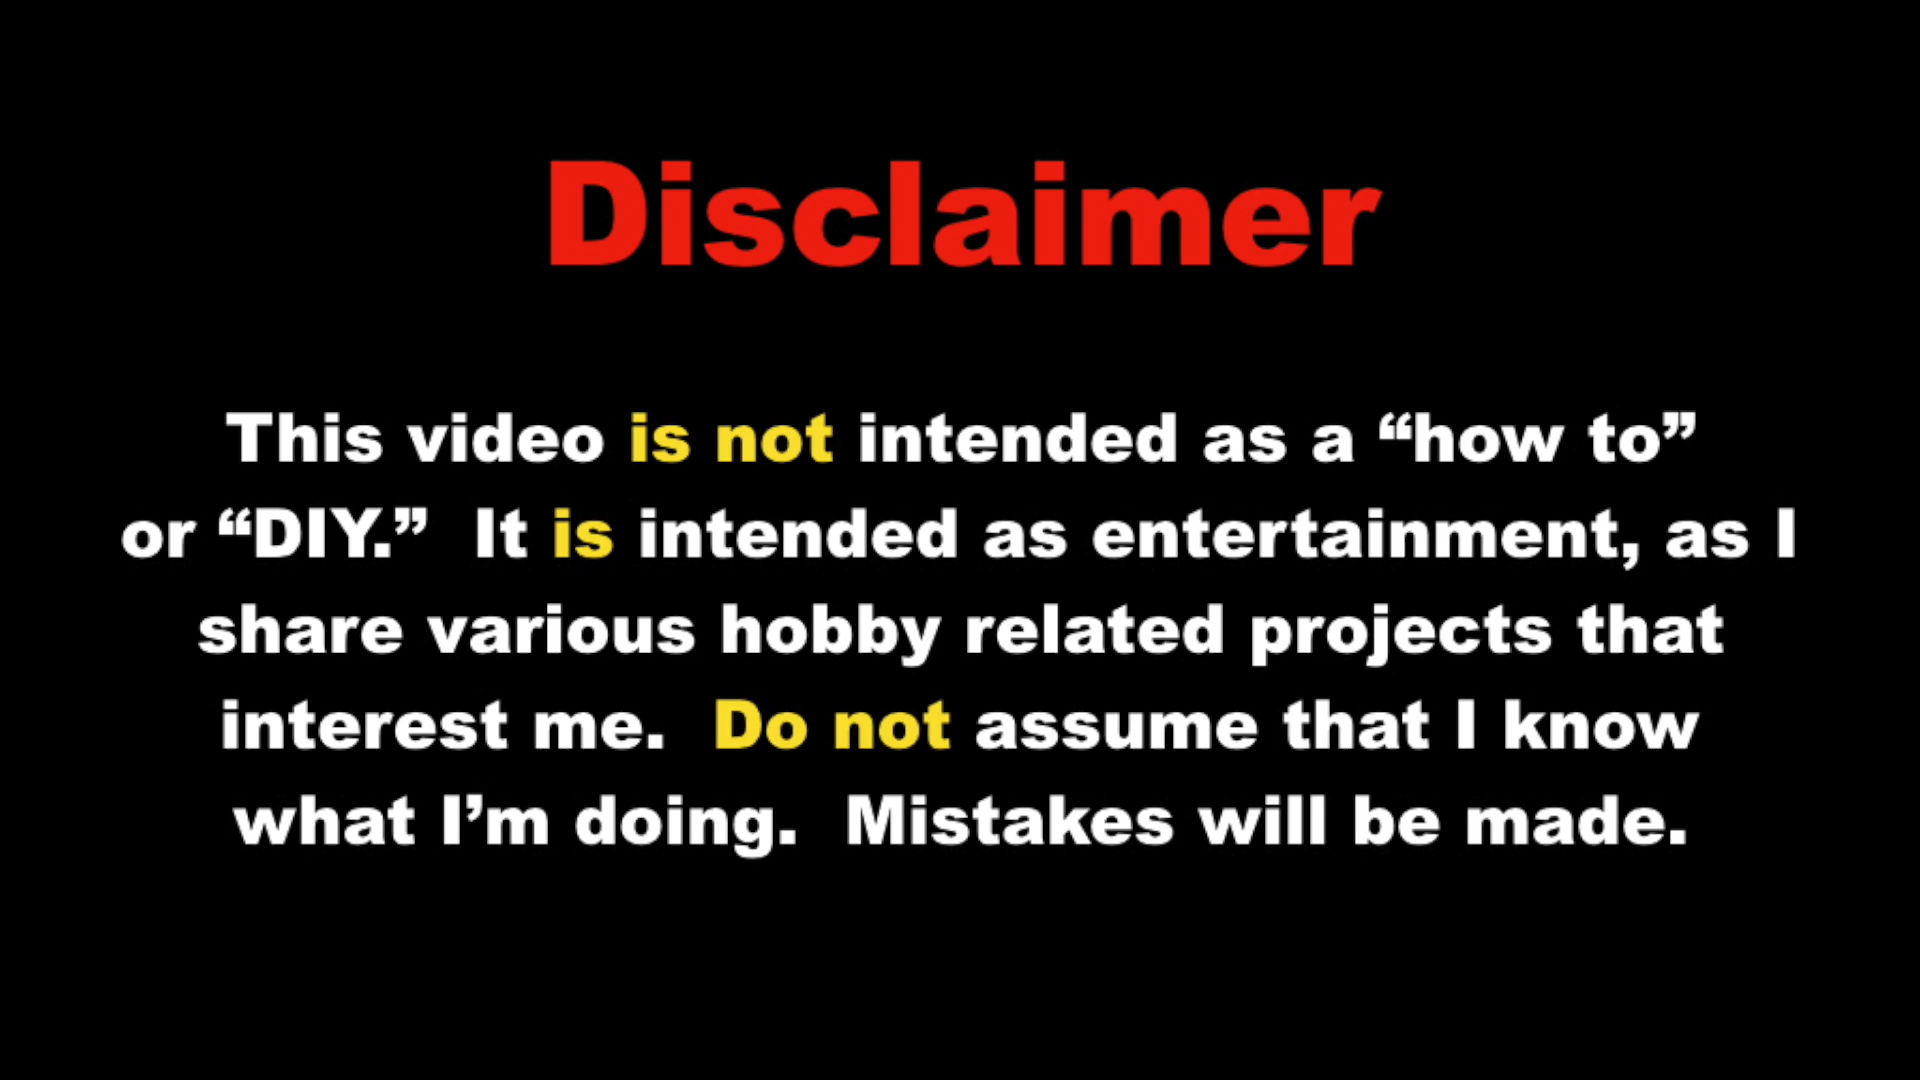 Disclaimer
This video is not intended as a “how to”
or “DIY.”  It is intended as entertainment, as I
share various hobby related projects that
interest me.  Do not assume that I know
what I’m doing.  Mistakes will be made.